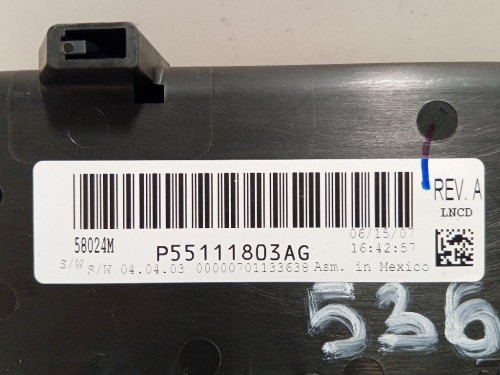 REV. A
LNCD
58024M
P55111803AG
06/15/07
16:42:57
S/W S/W 04.04.03 00000701133638 Asm. in Mexico
536